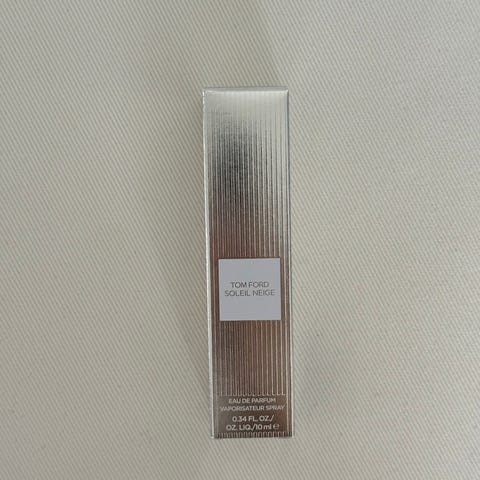 TOM FORD
SOLEIL NEIGE
EAU DE PARFUM
VAPORISATEUR SPRAY
0.34 FL. OZ./
OZ. LIQ./10 ml ℮